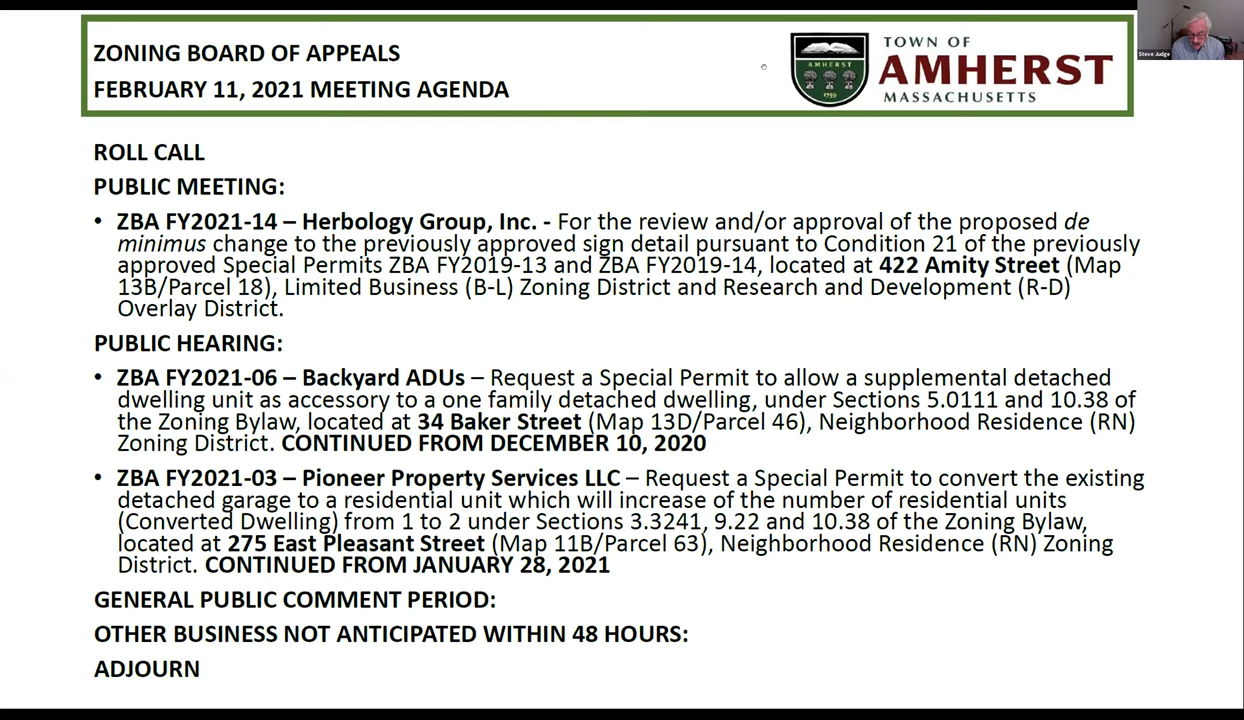 ZONING BOARD OF APPEALS
FEBRUARY 11, 2021 MEETING AGENDA
AMHERST
1759
TOWN OF
AMHERST
MASSACHUSETTS
Steve Judge
ROLL CALL
PUBLIC MEETING:
• ZBA FY2021-14 – Herbology Group, Inc. - For the review and/or approval of the proposed de
minimus change to the previously approved sign detail pursuant to Condition 21 of the previously
approved Special Permits ZBA FY2019-13 and ZBA FY2019-14, located at 422 Amity Street (Map
13B/Parcel 18), Limited Business (B-L) Zoning District and Research and Development (R-D)
Overlay District.
PUBLIC HEARING:
• ZBA FY2021-06 – Backyard ADUs – Request a Special Permit to allow a supplemental detached
dwelling unit as accessory to a one family detached dwelling, under Sections 5.0111 and 10.38 of
the Zoning Bylaw, located at 34 Baker Street (Map 13D/Parcel 46), Neighborhood Residence (RN)
Zoning District. CONTINUED FROM DECEMBER 10, 2020
• ZBA FY2021-03 – Pioneer Property Services LLC – Request a Special Permit to convert the existing
detached garage to a residential unit which will increase of the number of residential units
(Converted Dwelling) from 1 to 2 under Sections 3.3241, 9.22 and 10.38 of the Zoning Bylaw,
located at 275 East Pleasant Street (Map 11B/Parcel 63), Neighborhood Residence (RN) Zoning
District. CONTINUED FROM JANUARY 28, 2021
GENERAL PUBLIC COMMENT PERIOD:
OTHER BUSINESS NOT ANTICIPATED WITHIN 48 HOURS:
ADJOURN